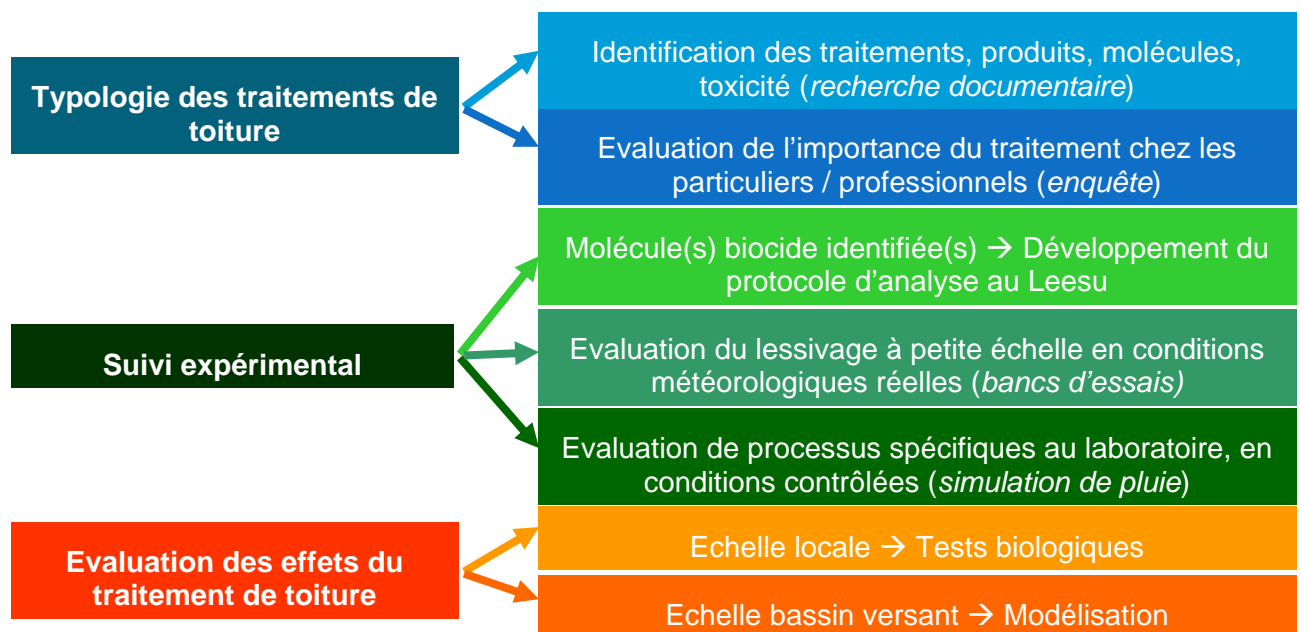 Typologie des traitements de
toiture
Identification des traitements, produits, molécules,
toxicité (recherche documentaire)
Evaluation de l’importance du traitement chez les
particuliers / professionnels (enquête)
Suivi expérimental
Molécule(s) biocide identifiée(s) → Développement du
protocole d’analyse au Leesu
Evaluation du lessivage à petite échelle en conditions
météorologiques réelles (bancs d’essais)
Evaluation de processus spécifiques au laboratoire, en
conditions contrôlées (simulation de pluie)
Evaluation des effets du
traitement de toiture
Echelle locale → Tests biologiques
Echelle bassin versant → Modélisation